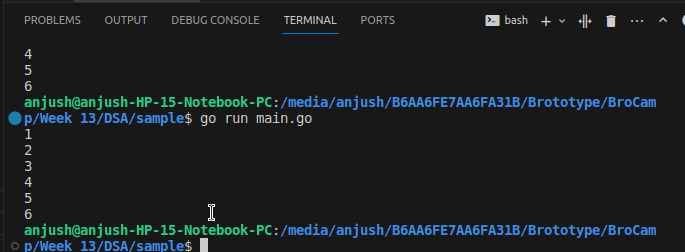 PROBLEMS OUTPUT DEBUG CONSOLE TERMINAL PORTS bash
4
5
6
anjush@anjush-HP-15-Notebook-PC:/media/anjush/B6AA6FE7AA6FA31B/Brototype/BroCam
p/Week 13/DSA/sample$ go run main.go
1
2
3
4
5
6
anjush@anjush-HP-15-Notebook-PC:/media/anjush/B6AA6FE7AA6FA31B/Brototype/BroCam
p/Week 13/DSA/sample$